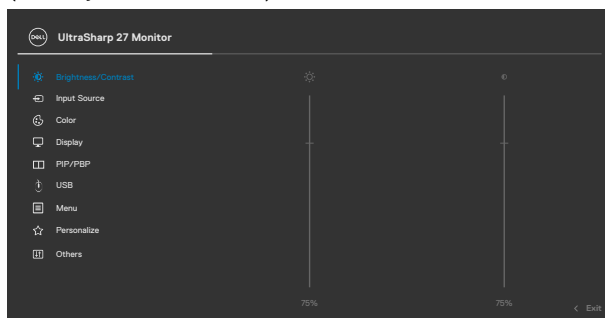 DELL UltraSharp 27 Monitor
Brightness/Contrast
Input Source
Color
Display
PIP/PBP
USB
Menu
Personalize
Others
75% 75%
< Exit